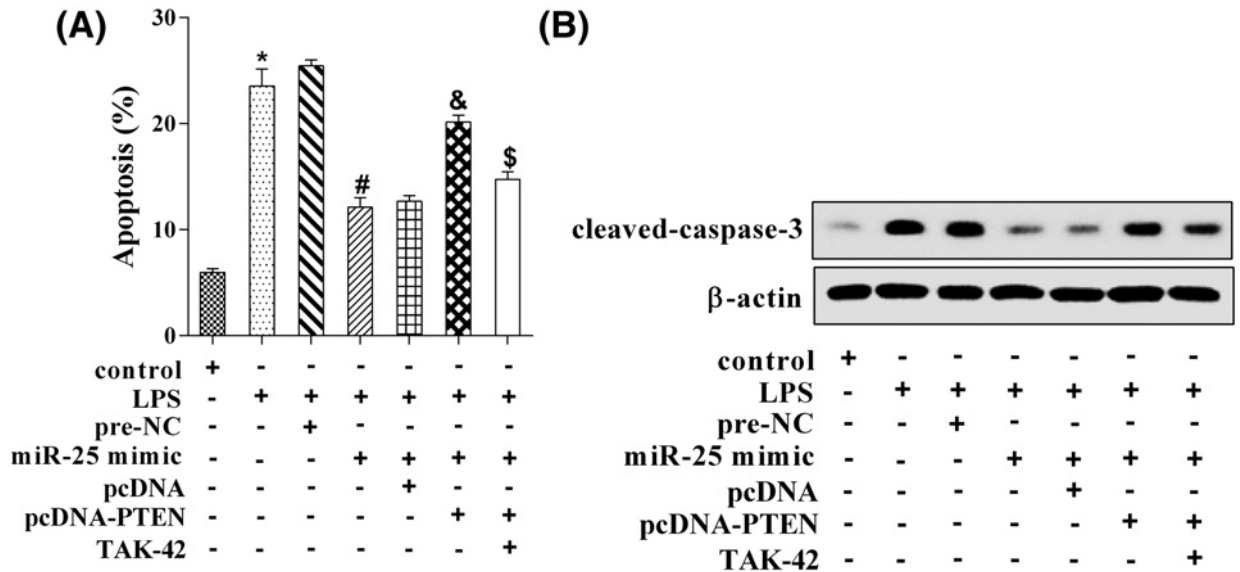 (A)
30
20
10
0
Apoptosis (%)
*
#
&
$
control + - - - - - -
LPS - + + + + + +
pre-NC - - + - - - -
miR-25 mimic - - - + + + +
pcDNA - - - - + - -
pcDNA-PTEN - - - - - + +
TAK-42 - - - - - - +
(B)
cleaved-caspase-3
β-actin
control + - - - - - -
LPS - + + + + + +
pre-NC - - + - - - -
miR-25 mimic - - - + + + +
pcDNA - - - - + - -
pcDNA-PTEN - - - - - + +
TAK-42 - - - - - - +